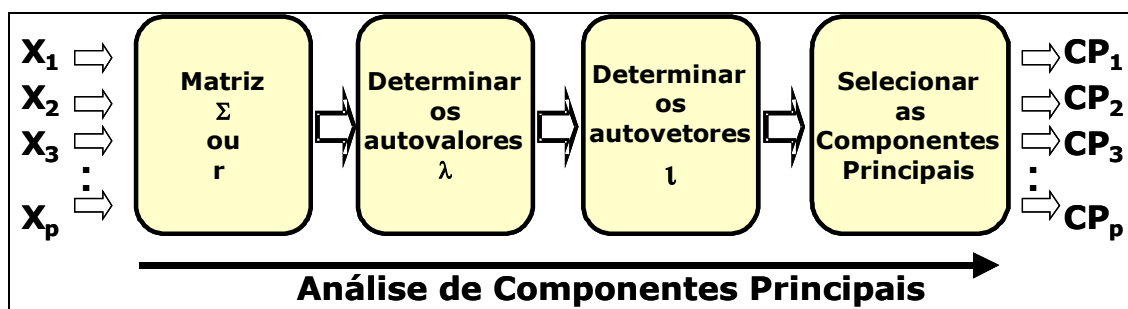 X1
X2
X3
:
Xp
Matriz
Σ
ou
r
Determinar
os
autovalores
λ
Determinar
os
autovetores
ι
Selecionar
as
Componentes
Principais
CP1
CP2
CP3
:
CPp
Análise de Componentes Principais